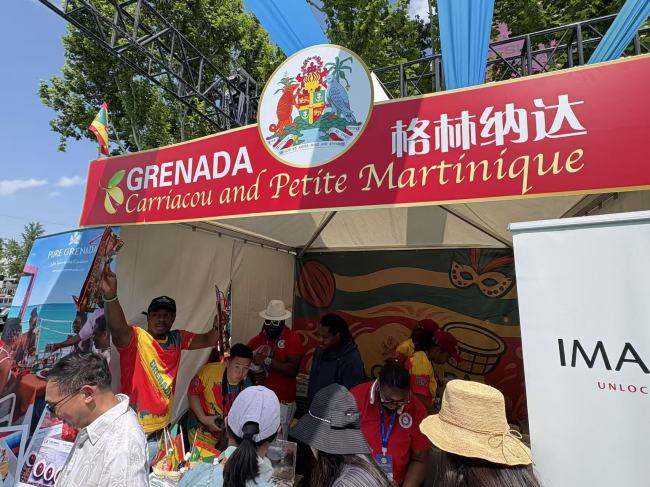 GRENADA
格林纳达
Carriacou and Petite Martinique
PURE GRENADA
IMA
UNLOC